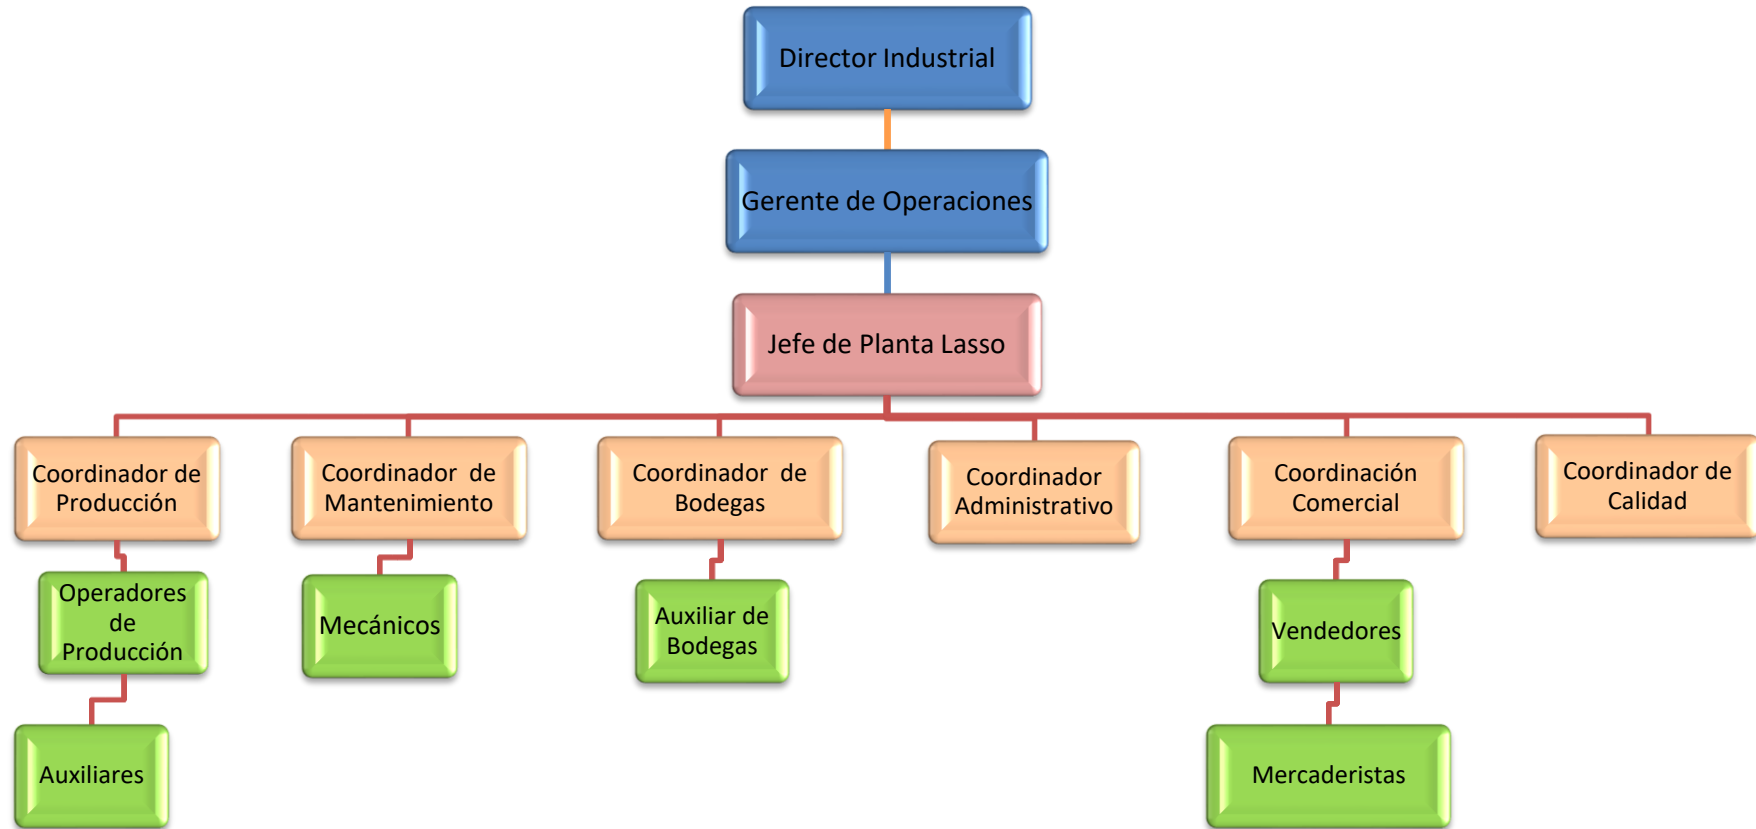 Director Industrial
Gerente de Operaciones
Jefe de Planta Lasso
Coordinador de
Producción
Coordinador de
Mantenimiento
Coordinador de
Bodegas
Coordinador
Administrativo
Coordinación
Comercial
Coordinador de
Calidad
Operadores
de
Producción
Mecánicos
Auxiliar de
Bodegas
Vendedores
Auxiliares
Mercaderistas